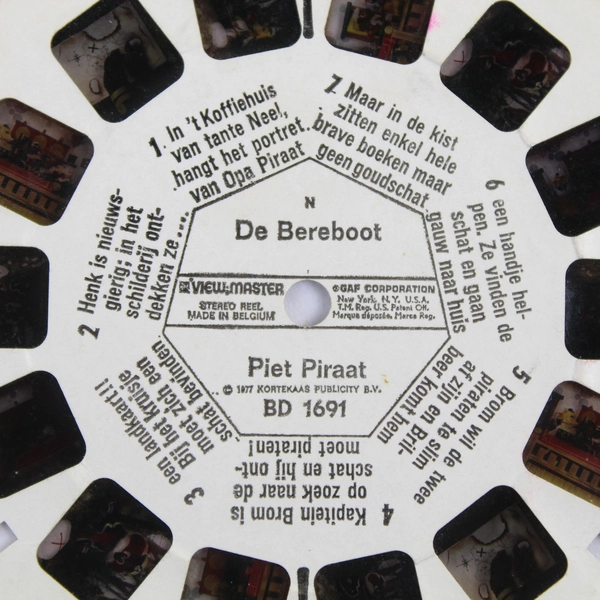 N
De Bereboot
VIEW-MASTER
STEREO REEL
MADE IN BELGIUM
©GAF CORPORATION
New York, N.Y. U.S.A.
T.M. Reg. U.S. Patent Off.
Marque déposée, Marca Reg.
Piet Piraat
© 1977 KORTEKAAS PUBLICITY B.V.
BD 1691
1. In 't Koffiehuis
van tante Neel,
hangt het portret
van Opa Piraat
2 Henk is nieuws-
gierig; in het
schilderij ont-
dekken ze....
3 een landkaart!!
Bij het kruisje
moet zich een
schat bevinden
4 Kapitein Brom is
op zoek naar de
schat en hij ont-
moet piraten!
5 Brom wil de twee
piraten te slim
af zijn en Bril-
beer komt hem
6 een handje hel-
pen. Ze vinden de
schat en gaan
gauw naar huis
7 Maar in de kist
zitten enkel hele
brave boeken maar
geen goudschat